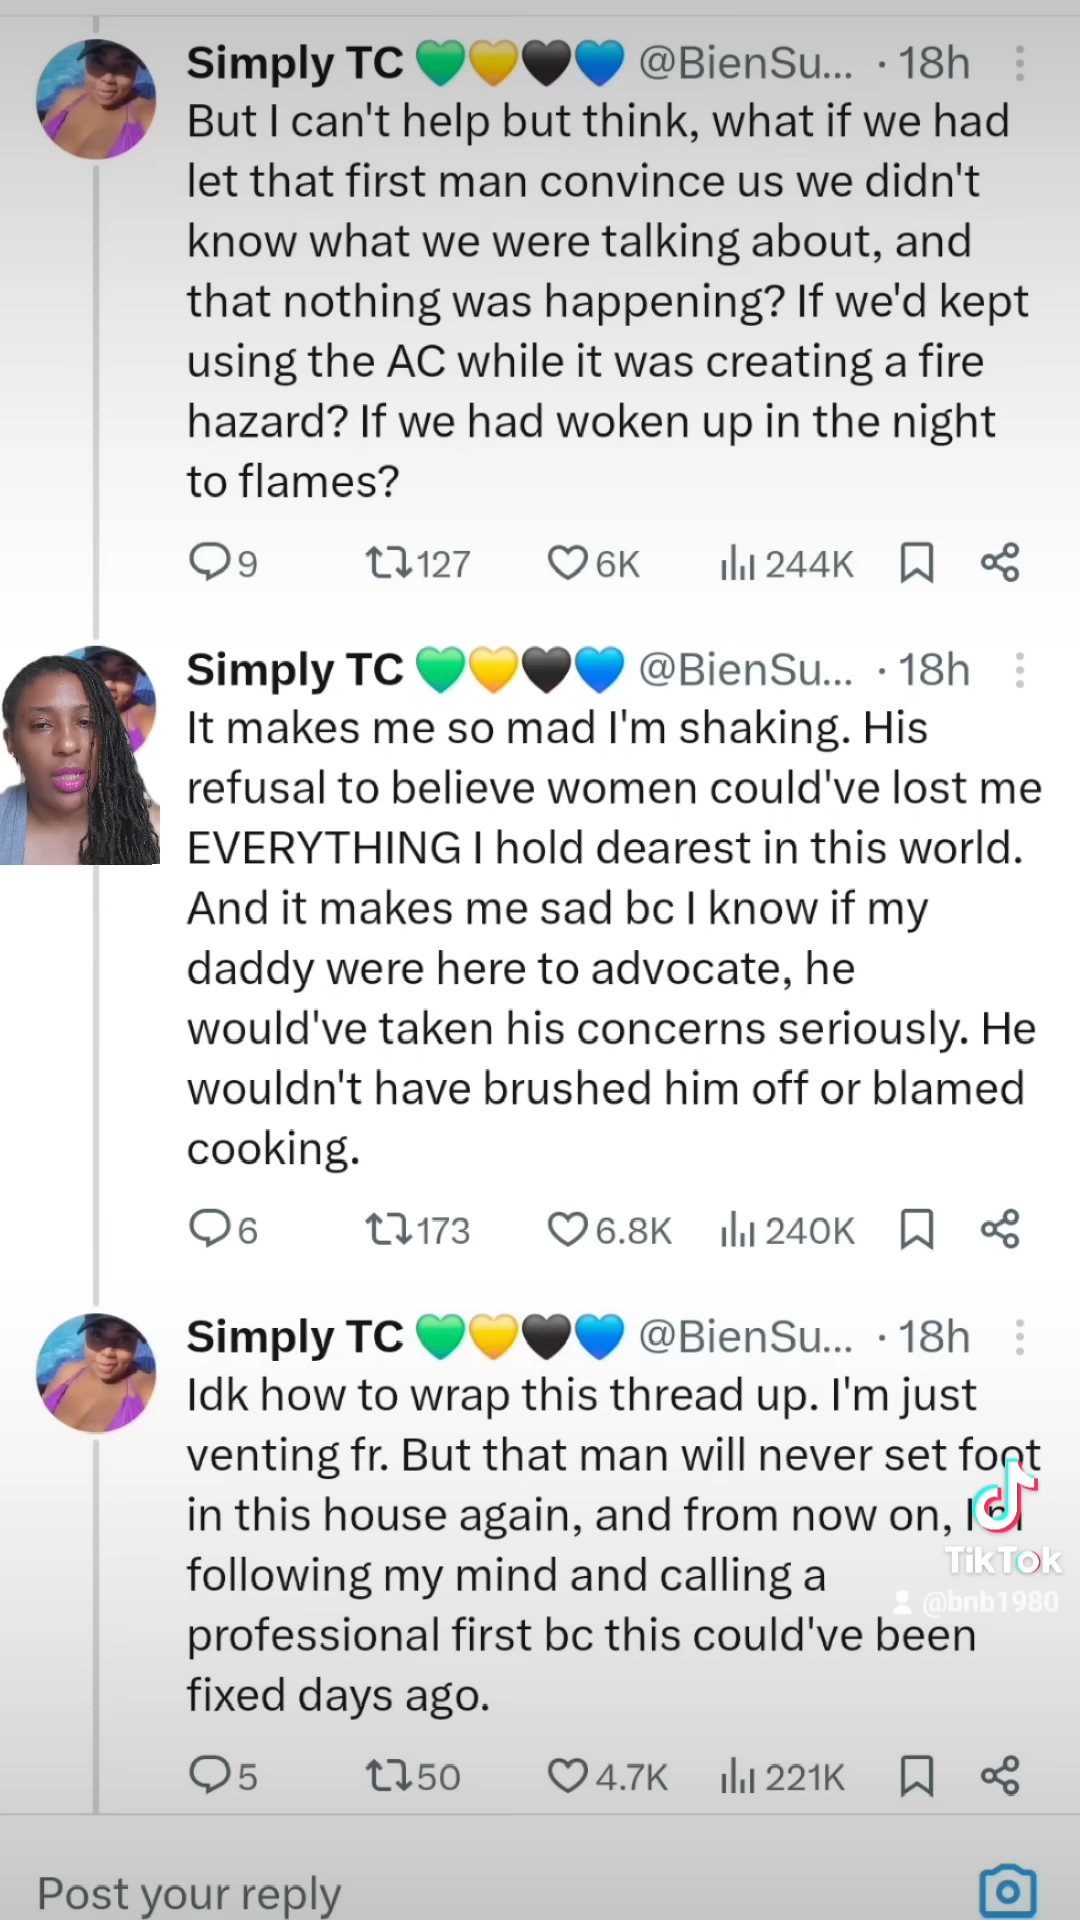 Simply TC 💚💛🖤💙 @BienSu... · 18h
But I can't help but think, what if we had
let that first man convince us we didn't
know what we were talking about, and
that nothing was happening? If we'd kept
using the AC while it was creating a fire
hazard? If we had woken up in the night
to flames?
9 127 6K 244K
Simply TC 💚💛🖤💙 @BienSu... · 18h
It makes me so mad I'm shaking. His
refusal to believe women could've lost me
EVERYTHING I hold dearest in this world.
And it makes me sad bc I know if my
daddy were here to advocate, he
would've taken his concerns seriously. He
wouldn't have brushed him off or blamed
cooking.
6 173 6.8K 240K
Simply TC 💚💛🖤💙 @BienSu... · 18h
Idk how to wrap this thread up. I'm just
venting fr. But that man will never set foot
in this house again, and from now on, I'm
following my mind and calling a
professional first bc this could've been
fixed days ago.
TikTok
@bnb1980
5 50 4.7K 221K
Post your reply